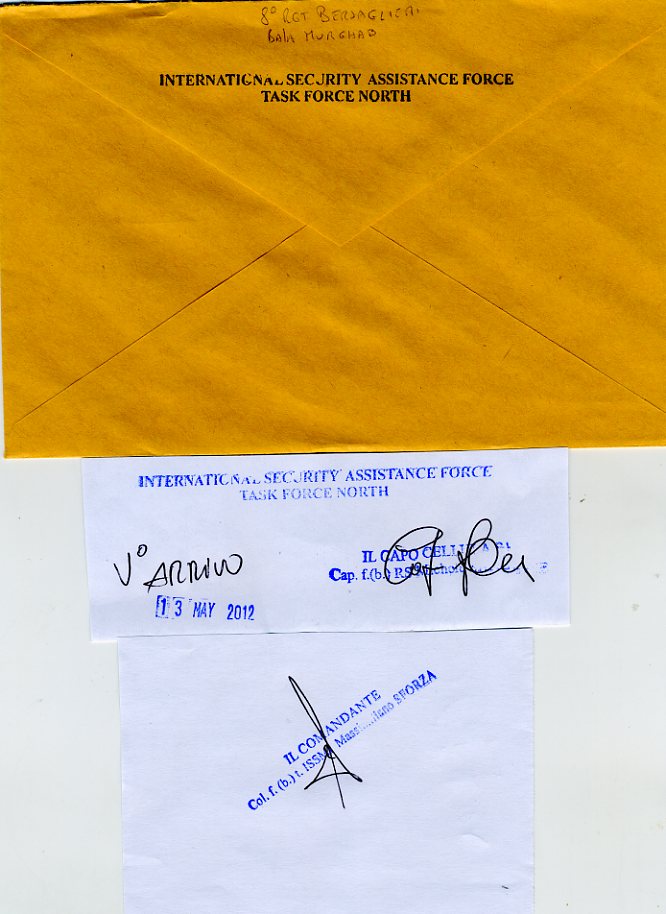 8° RGT BERSAGLIERI
Bala MURGHAB
INTERNATIONAL SECURITY ASSISTANCE FORCE
TASK FORCE NORTH
INTERNATIONAL SECURITY ASSISTANCE FORCE
TASK FORCE NORTH
V° ARRIVO
13 MAY 2012
IL CAPO
Cap. f.(b.)
IL COMANDANTE
Col. f. (b.) t. ISSMI SFORZA